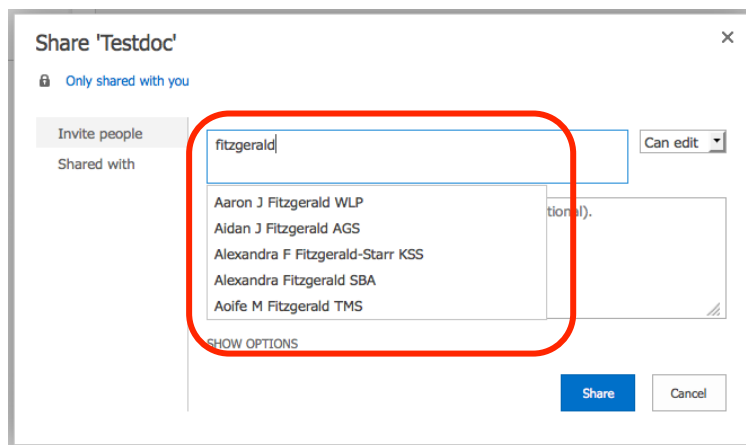 Share 'Testdoc'
Only shared with you
Invite people
Shared with
fitzgerald
Can edit
Aaron J Fitzgerald WLP
Aidan J Fitzgerald AGS
Alexandra F Fitzgerald-Starr KSS
Alexandra Fitzgerald SBA
Aoife M Fitzgerald TMS
SHOW OPTIONS
Share
Cancel